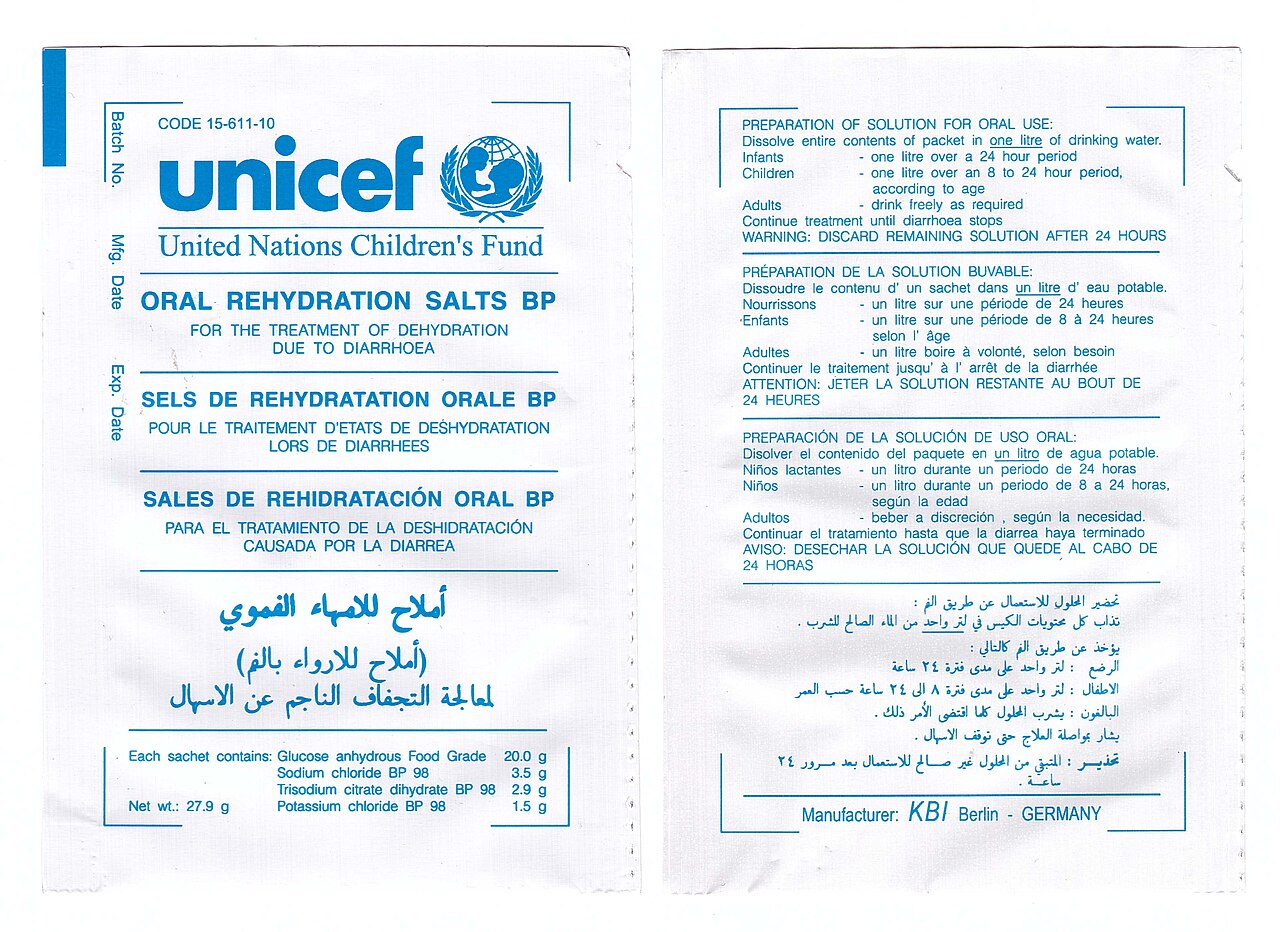 CODE 15-611-10
unicef
United Nations Children's Fund
Batch No. Mfg. Date Exp. Date
ORAL REHYDRATION SALTS BP
FOR THE TREATMENT OF DEHYDRATION
DUE TO DIARRHOEA
SELS DE REHYDRATATION ORALE BP
POUR LE TRAITEMENT D'ETATS DE DESHYDRATATION
LORS DE DIARRHEES
SALES DE REHIDRATACIÓN ORAL BP
PARA EL TRATAMIENTO DE LA DESHIDRATACIÓN
CAUSADA POR LA DIARREA
أملاح للامهاء الفموي
(أملاح للارواء بالفم)
لمعالجة التجفاف الناجم عن الاسهال
Each sachet contains: Glucose anhydrous Food Grade 20.0 g
Sodium chloride BP 98 3.5 g
Trisodium citrate dihydrate BP 98 2.9 g
Net wt.: 27.9 g Potassium chloride BP 98 1.5 g
PREPARATION OF SOLUTION FOR ORAL USE:
Dissolve entire contents of packet in one litre of drinking water.
Infants - one litre over a 24 hour period
Children - one litre over an 8 to 24 hour period,
according to age
Adults - drink freely as required
Continue treatment until diarrhoea stops
WARNING: DISCARD REMAINING SOLUTION AFTER 24 HOURS
PRÉPARATION DE LA SOLUTION BUVABLE:
Dissoudre le contenu d' un sachet dans un litre d' eau potable.
Nourrissons - un litre sur une période de 24 heures
Enfants - un litre sur une période de 8 à 24 heures
selon l' âge
Adultes - un litre boire à volonté, selon besoin
Continuer le traitement jusqu' à l' arrêt de la diarrhée
ATTENTION: JETER LA SOLUTION RESTANTE AU BOUT DE
24 HEURES
PREPARACIÓN DE LA SOLUCIÓN DE USO ORAL:
Disolver el contenido del paquete en un litro de agua potable.
Niños lactantes - un litro durante un periodo de 24 horas
Niños - un litro durante un periodo de 8 a 24 horas,
según la edad
Adultos - beber a discreción , según la necesidad.
Continuar el tratamiento hasta que la diarrea haya terminado
AVISO: DESECHAR LA SOLUCIÓN QUE QUEDE AL CABO DE
24 HORAS
تحضير المحلول للاستعمال عن طريق الفم :
تذاب كل محتويات الكيس في لتر واحد من الماء الصالح للشرب .
يؤخذ عن طريق الفم كالتالي :
الرضع : لتر واحد على مدى فترة ٢٤ ساعة
الاطفال : لتر واحد على مدى فترة ٨ الى ٢٤ ساعة حسب العمر
البالغون : يشرب المحلول كلما اقتضى الأمر ذلك .
يشار بمواصلة العلاج حتى توقف الاسهال .
تحذيـر : المتبقي من المحلول غير صـالح للاستعمال بعد مـرور ٢٤
ساعـة .
Manufacturer: KBI Berlin - GERMANY